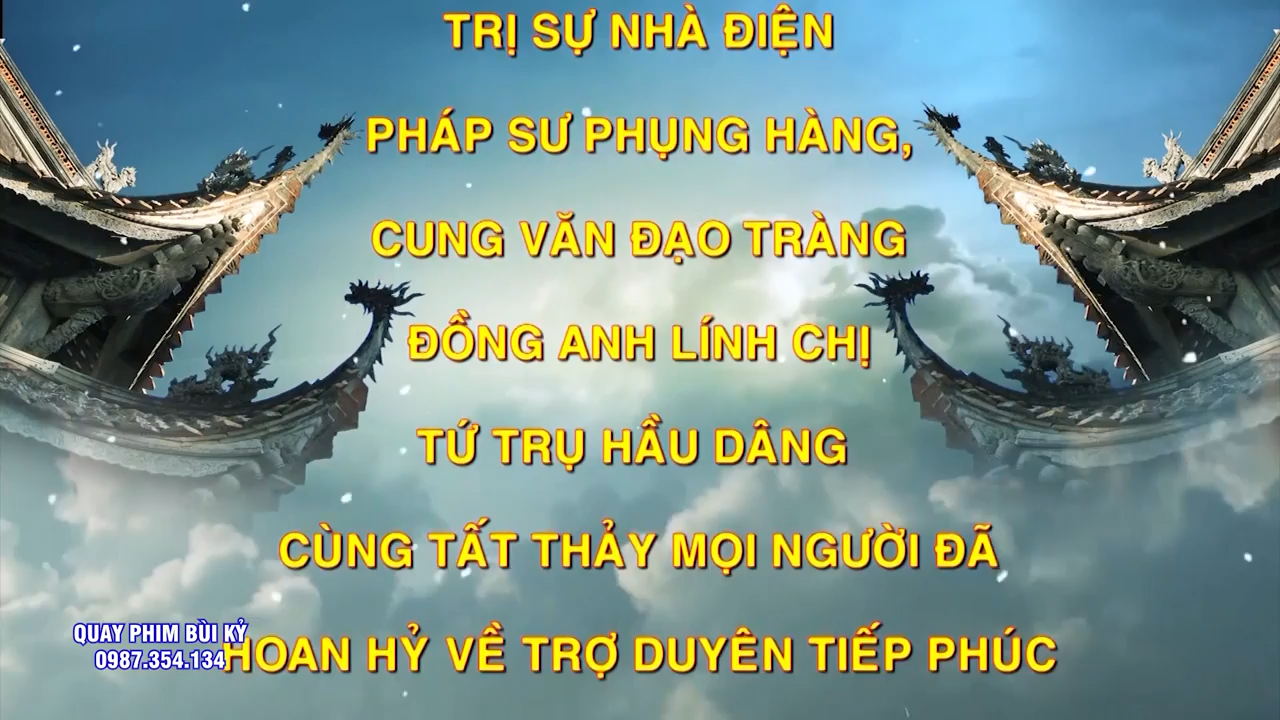 TRỊ SỰ NHÀ ĐIỆN
PHÁP SƯ PHỤNG HÀNG,
CUNG VĂN ĐẠO TRÀNG
ĐỒNG ANH LÍNH CHỊ
TỨ TRỤ HẦU DÂNG
CÙNG TẤT THẢY MỌI NGƯỜI ĐÃ
HOAN HỶ VỀ TRỢ DUYÊN TIẾP PHÚC
QUAY PHIM BÙI KỶ
0987.354.134